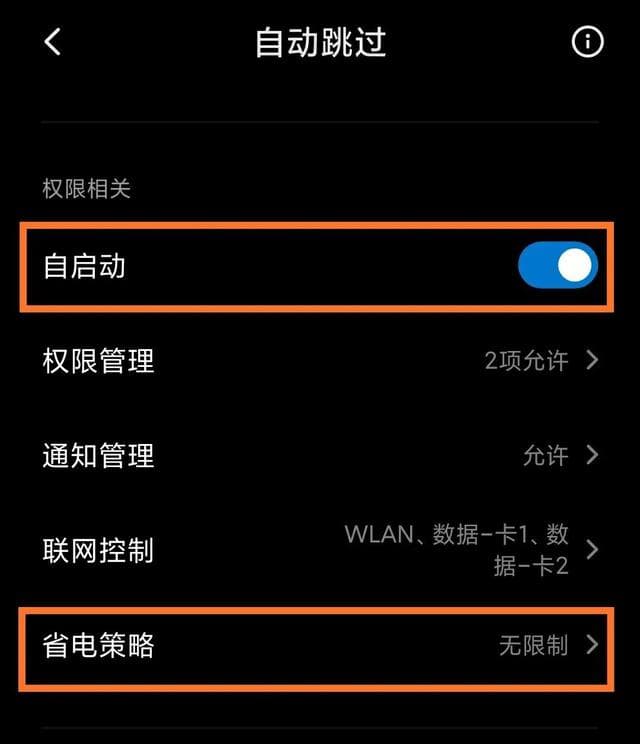 自动跳过
权限相关
自启动
权限管理 2项允许
通知管理 允许
联网控制 WLAN、数据-卡1、数
据-卡2
省电策略 无限制